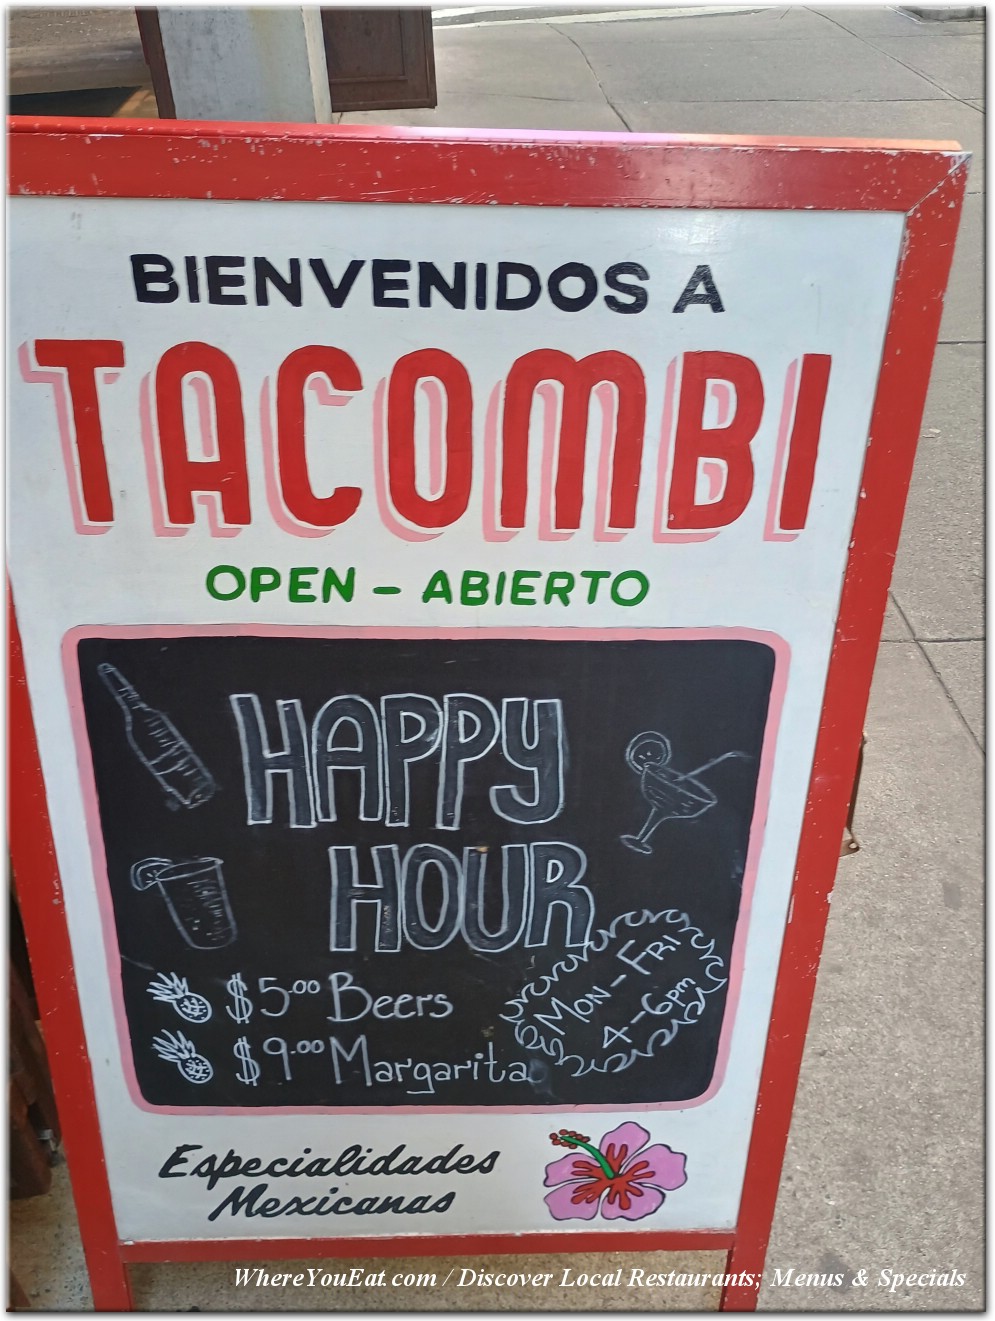 BIENVENIDOS A
TACOMBI
OPEN - ABIERTO
HAPPY
HOUR
MON - FRI
4-6pm
$5.00 Beers
$9.00 Margarita
Especialidades
Mexicanas
WhereYouEat.com / Discover Local Restaurants; Menus & Specials